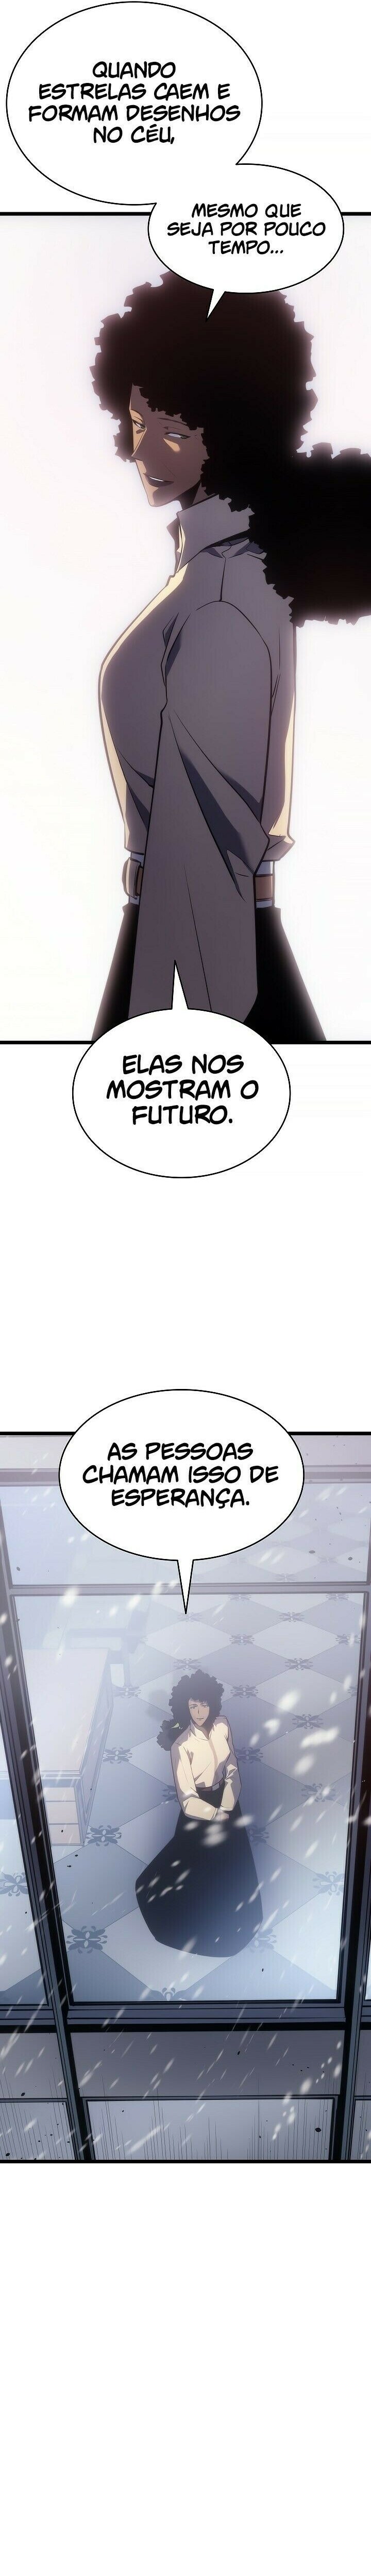 QUANDO
ESTRELAS CAEM E
FORMAM DESENHOS
NO CÉU,
MESMO QUE
SEJA POR POUCO
TEMPO...
ELAS NOS
MOSTRAM O
FUTURO.
AS PESSOAS
CHAMAM ISSO DE
ESPERANÇA.